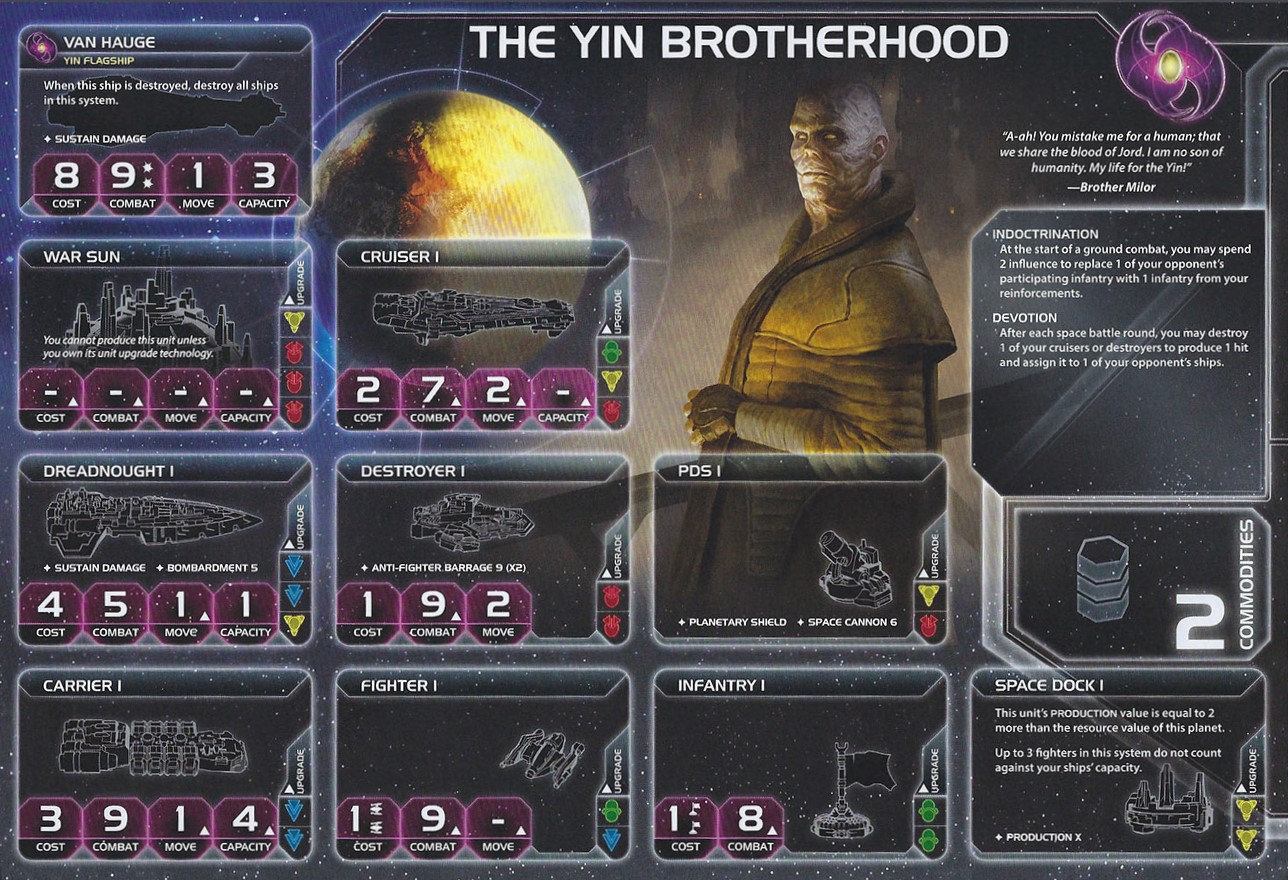 THE YIN BROTHERHOOD
VAN HAUGE
YIN FLAGSHIP
When this ship is destroyed, destroy all ships
in this system.
✦ SUSTAIN DAMAGE
8 9 1 3
COST COMBAT MOVE CAPACITY
“A-ah! You mistake me for a human; that
we share the blood of Jord. I am no son of
humanity. My life for the Yin!”
—Brother Milor
• INDOCTRINATION
At the start of a ground combat, you may spend
2 influence to replace 1 of your opponent’s
participating infantry with 1 infantry from your
reinforcements.
• DEVOTION
After each space battle round, you may destroy
1 of your cruisers or destroyers to produce 1 hit
and assign it to 1 of your opponent’s ships.
WAR SUN
UPGRADE
You cannot produce this unit unless
you own its unit upgrade technology.
- - - -
COST COMBAT MOVE CAPACITY
CRUISER I
UPGRADE
2 7 2 -
COST COMBAT MOVE CAPACITY
DREADNOUGHT I
UPGRADE
✦ SUSTAIN DAMAGE ✦ BOMBARDMENT 5
4 5 1 1
COST COMBAT MOVE CAPACITY
DESTROYER I
UPGRADE
✦ ANTI-FIGHTER BARRAGE 9 (X2)
1 9 2
COST COMBAT MOVE
PDS I
UPGRADE
✦ PLANETARY SHIELD ✦ SPACE CANNON 6
2
COMMODITIES
CARRIER I
UPGRADE
3 9 1 4
COST COMBAT MOVE CAPACITY
FIGHTER I
UPGRADE
1 9 -
COST COMBAT MOVE
INFANTRY I
UPGRADE
1 8
COST COMBAT
SPACE DOCK I
This unit’s PRODUCTION value is equal to 2
more than the resource value of this planet.
Up to 3 fighters in this system do not count
against your ships’ capacity.
UPGRADE
✦ PRODUCTION X